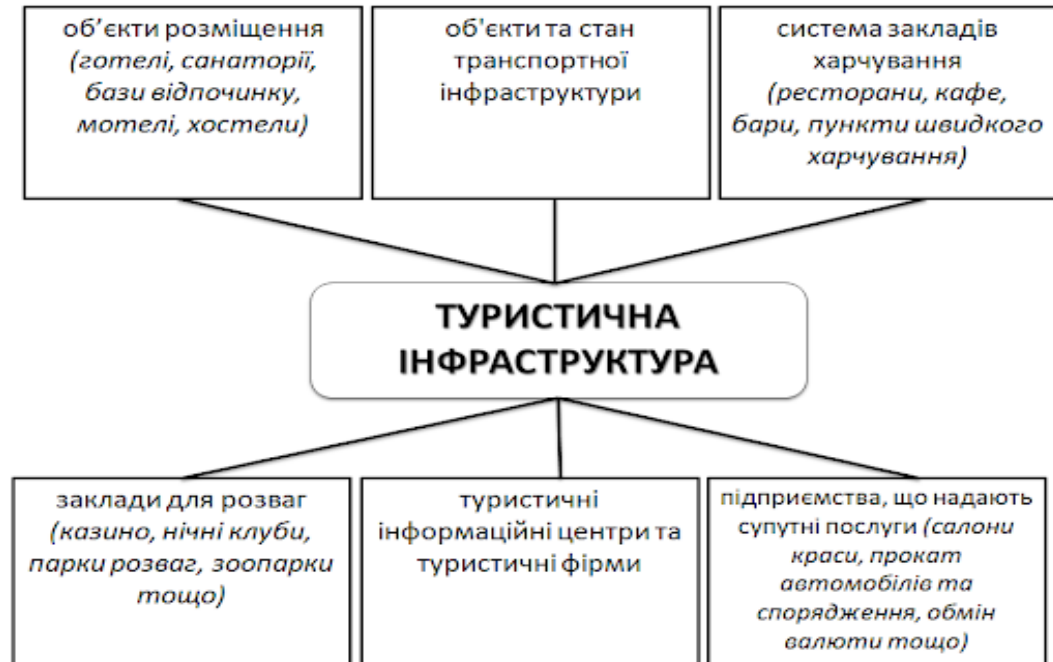 об’єкти розміщення
(готелі, санаторії,
бази відпочинку,
мотелі, хостели)
об'єкти та стан
транспортної
інфраструктури
система закладів
харчування
(ресторани, кафе,
бари, пункти швидкого
харчування)
ТУРИСТИЧНА
ІНФРАСТРУКТУРА
заклади для розваг
(казино, нічні клуби,
парки розваг, зоопарки
тощо)
туристичні
інформаційні центри та
туристичні фірми
підприємства, що надають
супутні послуги (салони
краси, прокат
автомобілів та
спорядження, обмін
валюти тощо)